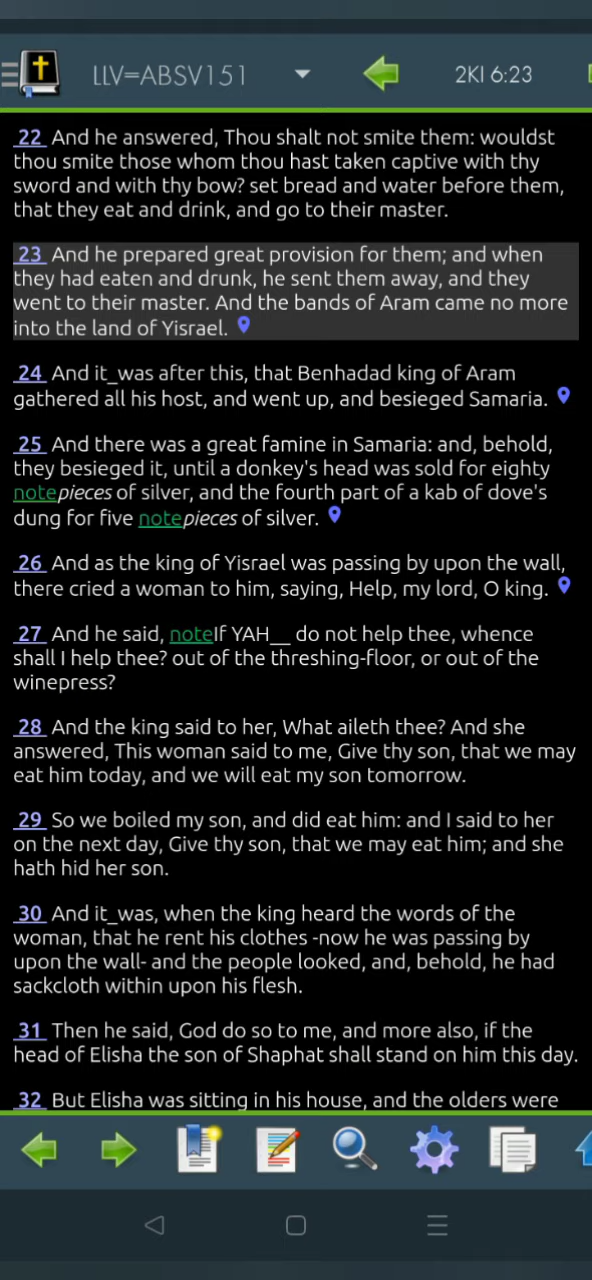 LLV=ABSV151
2KI 6:23
22 And he answered, Thou shalt not smite them: wouldst
thou smite those whom thou hast taken captive with thy
sword and with thy bow? set bread and water before them,
that they eat and drink, and go to their master.
23 And he prepared great provision for them; and when
they had eaten and drunk, he sent them away, and they
went to their master. And the bands of Aram came no more
into the land of Yisrael.
24 And it_was after this, that Benhadad king of Aram
gathered all his host, and went up, and besieged Samaria.
25 And there was a great famine in Samaria: and, behold,
they besieged it, until a donkey's head was sold for eighty
notepieces of silver, and the fourth part of a kab of dove's
dung for five notepieces of silver.
26 And as the king of Yisrael was passing by upon the wall,
there cried a woman to him, saying, Help, my lord, O king.
27 And he said, noteIf YAH__ do not help thee, whence
shall I help thee? out of the threshing-floor, or out of the
winepress?
28 And the king said to her, What aileth thee? And she
answered, This woman said to me, Give thy son, that we may
eat him today, and we will eat my son tomorrow.
29 So we boiled my son, and did eat him: and I said to her
on the next day, Give thy son, that we may eat him; and she
hath hid her son.
30 And it_was, when the king heard the words of the
woman, that he rent his clothes -now he was passing by
upon the wall- and the people looked, and, behold, he had
sackcloth within upon his flesh.
31 Then he said, God do so to me, and more also, if the
head of Elisha the son of Shaphat shall stand on him this day.
32 But Elisha was sitting in his house, and the olders were